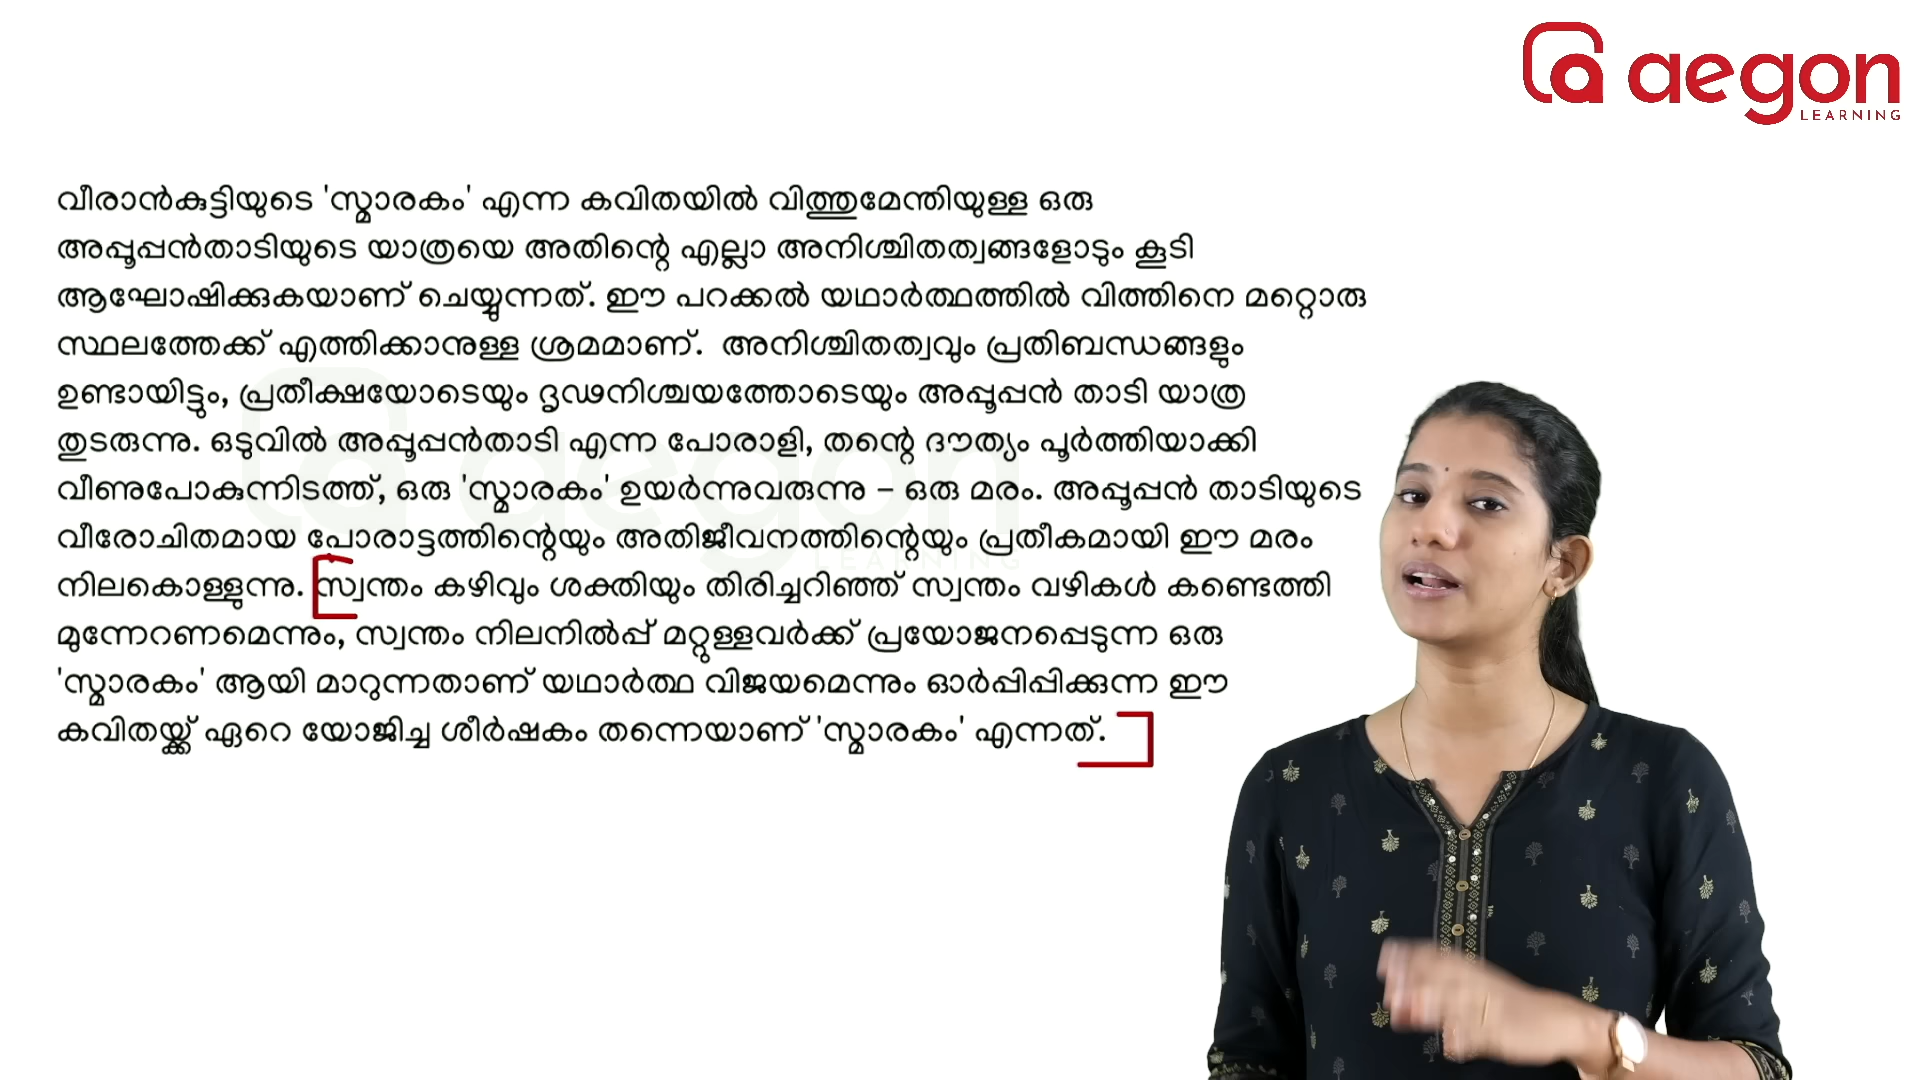 aegon
LEARNING
വീരാൻകുട്ടിയുടെ 'സ്മാരകം' എന്ന കവിതയിൽ വിത്തുമേന്തിയുള്ള ഒരു
അപ്പൂപ്പൻതാടിയുടെ യാത്രയെ അതിന്റെ എല്ലാ അനിശ്ചിതത്വങ്ങളോടും കൂടി
ആഘോഷിക്കുകയാണ് ചെയ്യുന്നത്. ഈ പറക്കൽ യഥാർത്ഥത്തിൽ വിത്തിനെ മറ്റൊരു
സ്ഥലത്തേക്ക് എത്തിക്കാനുള്ള ശ്രമമാണ്. അനിശ്ചിതത്വവും പ്രതിബന്ധങ്ങളും
ഉണ്ടായിട്ടും, പ്രതീക്ഷയോടെയും ദൃഢനിശ്ചയത്തോടെയും അപ്പൂപ്പൻ താടി യാത്ര
തുടരുന്നു. ഒടുവിൽ അപ്പൂപ്പൻതാടി എന്ന പോരാളി, തന്റെ ദൗത്യം പൂർത്തിയാക്കി
വീണുപോകുന്നിടത്ത്, ഒരു 'സ്മാരകം' ഉയർന്നുവരുന്നു – ഒരു മരം. അപ്പൂപ്പൻ താടിയുടെ
വീരോചിതമായ പോരാട്ടത്തിന്റെയും അതിജീവനത്തിന്റെയും പ്രതീകമായി ഈ മരം
നിലകൊള്ളുന്നു. സ്വന്തം കഴിവും ശക്തിയും തിരിച്ചറിഞ്ഞ് സ്വന്തം വഴികൾ കണ്ടെത്തി
മുന്നേറണമെന്നും, സ്വന്തം നിലനിൽപ്പ് മറ്റുള്ളവർക്ക് പ്രയോജനപ്പെടുന്ന ഒരു
'സ്മാരകം' ആയി മാറുന്നതാണ് യഥാർത്ഥ വിജയമെന്നും ഓർപ്പിപ്പിക്കുന്ന ഈ
കവിതയ്ക്ക് ഏറെ യോജിച്ച ശീർഷകം തന്നെയാണ് 'സ്മാരകം' എന്നത്.